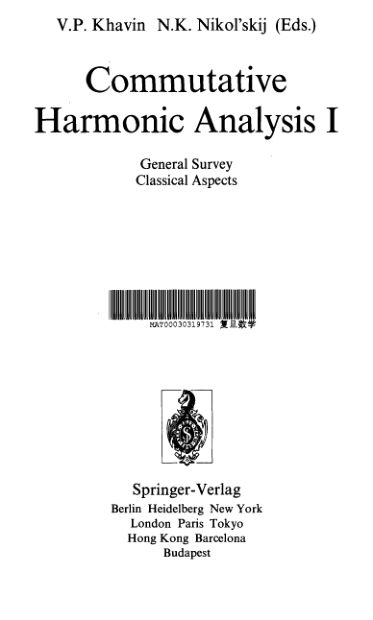 V.P. Khavin N.K. Nikol'skij (Eds.)
Commutative
Harmonic Analysis I
General Survey
Classical Aspects
MAT00030319731 复旦数学
Springer-Verlag
Berlin Heidelberg New York
London Paris Tokyo
Hong Kong Barcelona
Budapest